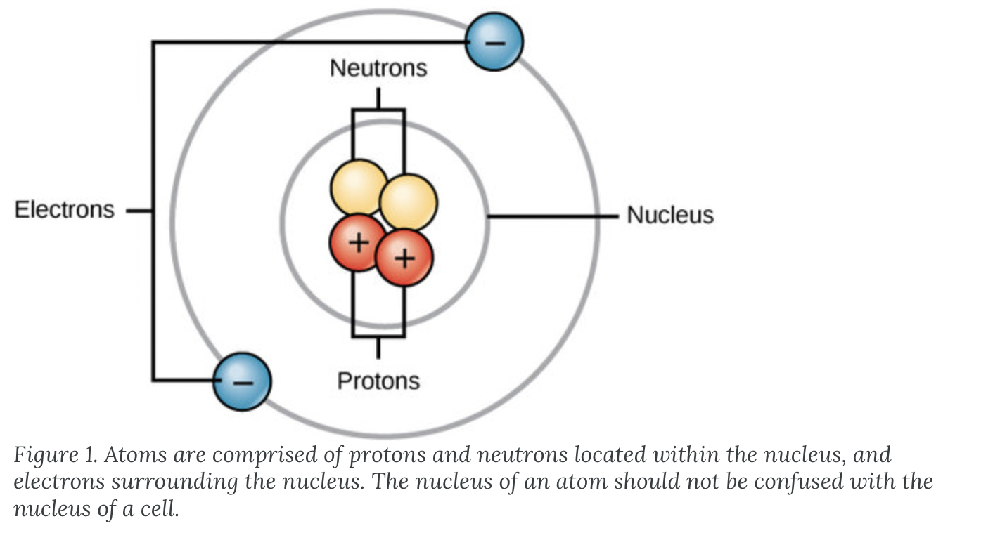 −
Neutrons
Electrons
Nucleus
+
+
−
Protons
Figure 1. Atoms are comprised of protons and neutrons located within the nucleus, and
electrons surrounding the nucleus. The nucleus of an atom should not be confused with the
nucleus of a cell.